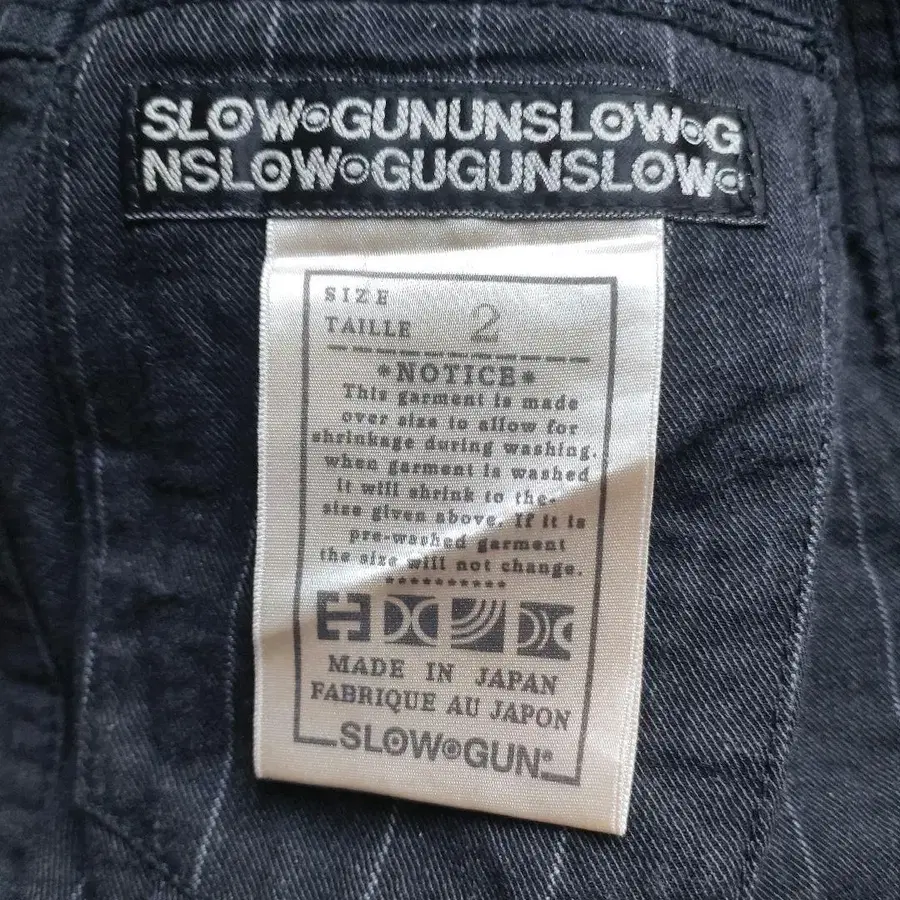 SLOW⊙GUNUNSLOW⊙G
NSLOW⊙GUGUNSLOW⊙
SIZE
TAILLE 2
*NOTICE*
This garment is made
over size to allow for
shrinkage during washing.
when garment is washed
it will shrink to the-
size given above. If it is
pre-washed garment
the size will not change.
**********
MADE IN JAPAN
FABRIQUE AU JAPON
SLOW⊙GUN®